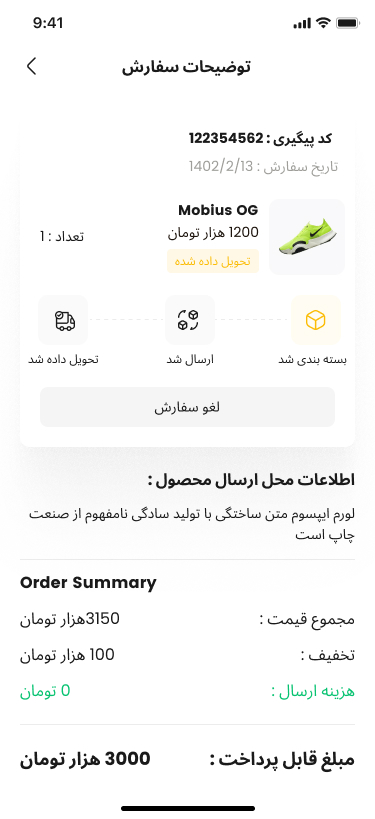 9:41
توضیحات سفارش
کد پیگیری : 122354562
تاریخ سفارش : 1402/2/13
Mobius OG
1200 هزار تومان
تعداد : 1
تحویل داده شده
بسته بندی شد
ارسال شد
تحویل داده شد
لغو سفارش
اطلاعات محل ارسال محصول :
لورم ایپسوم متن ساختگی با تولید سادگی نامفهوم از صنعت
چاپ است
Order Summary
مجموع قیمت : 3150هزار تومان
تخفیف : 100 هزار تومان
هزینه ارسال : 0 تومان
مبلغ قابل پرداخت : 3000 هزار تومان